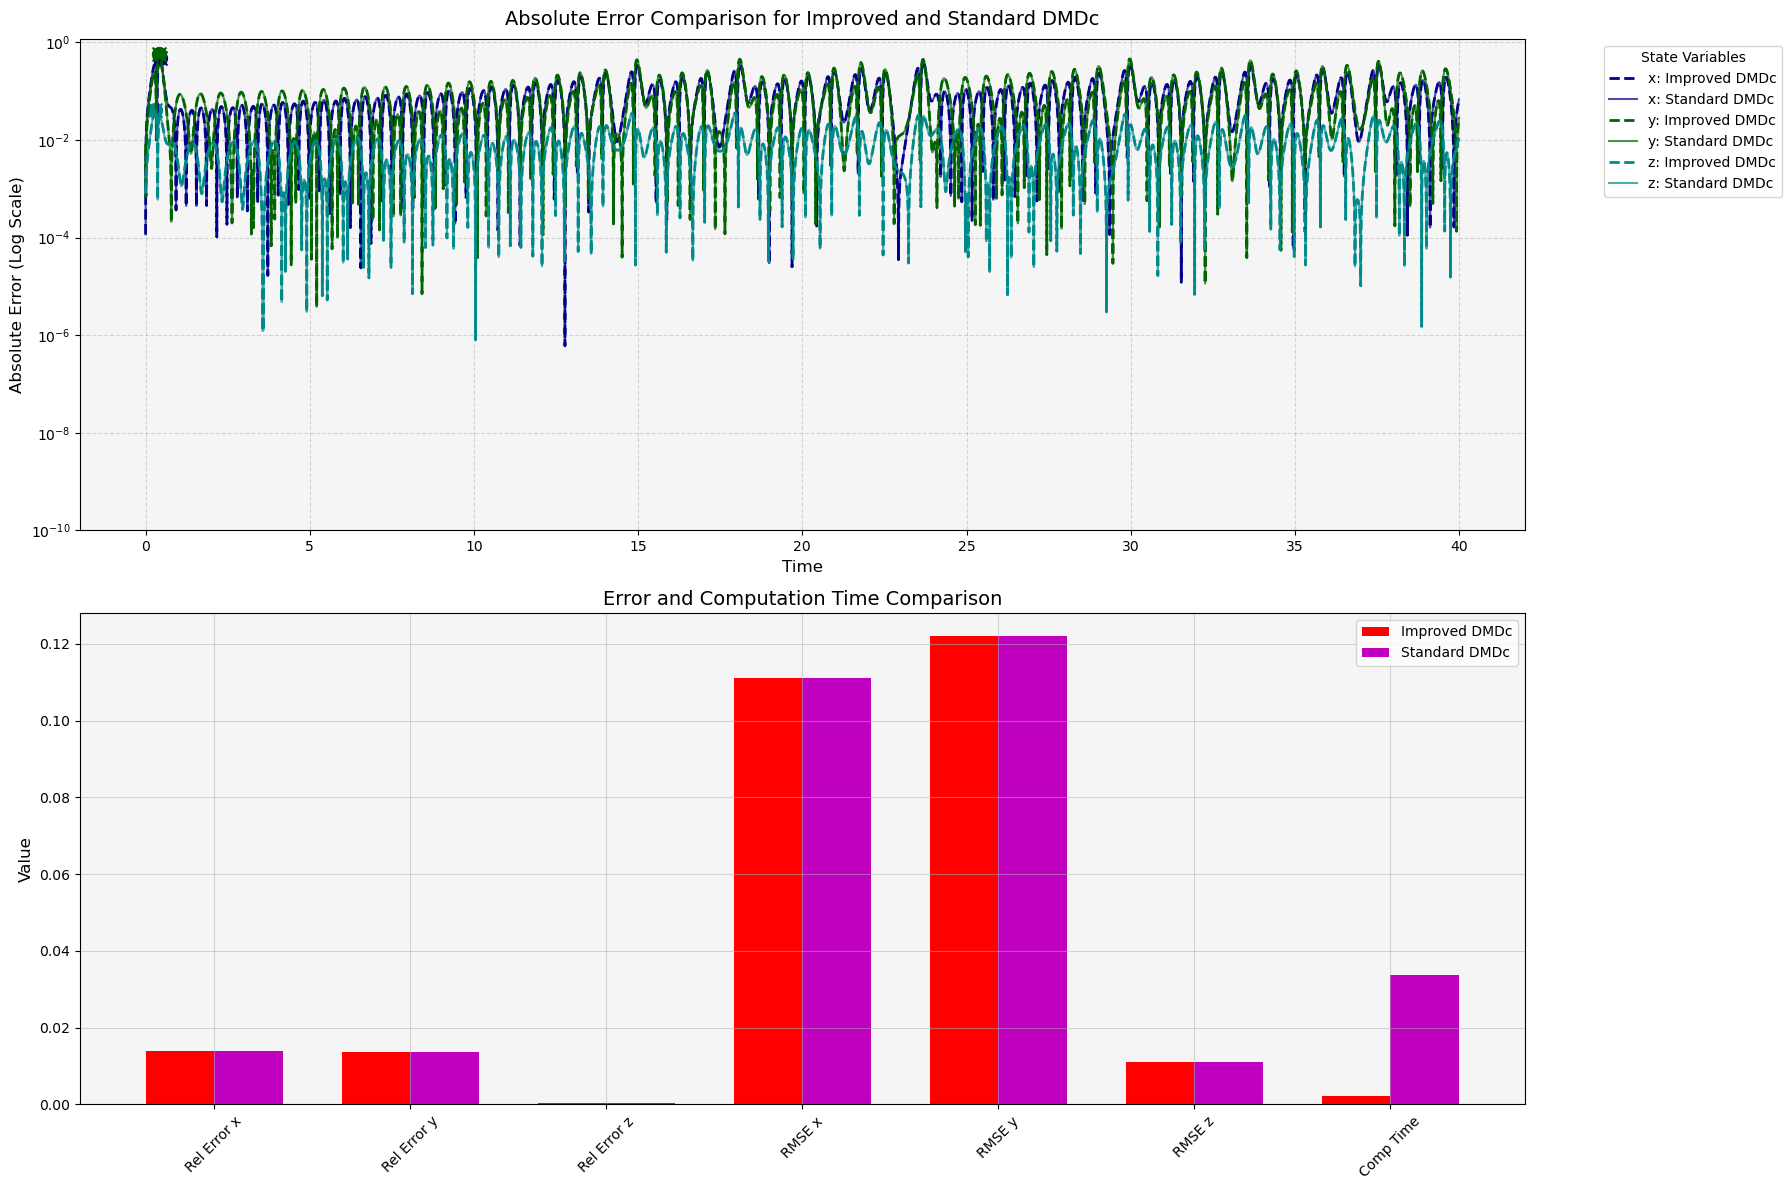 Absolute Error Comparison for Improved and Standard DMDc
Absolute Error (Log Scale)
10⁰
10⁻²
10⁻⁴
10⁻⁶
10⁻⁸
10⁻¹⁰
0 5 10 15 20 25 30 35 40
Time
State Variables
x: Improved DMDc
x: Standard DMDc
y: Improved DMDc
y: Standard DMDc
z: Improved DMDc
z: Standard DMDc
Error and Computation Time Comparison
Value
0.12
0.10
0.08
0.06
0.04
0.02
0.00
Improved DMDc
Standard DMDc
Rel Error x
Rel Error y
Rel Error z
RMSE x
RMSE y
RMSE z
Comp Time